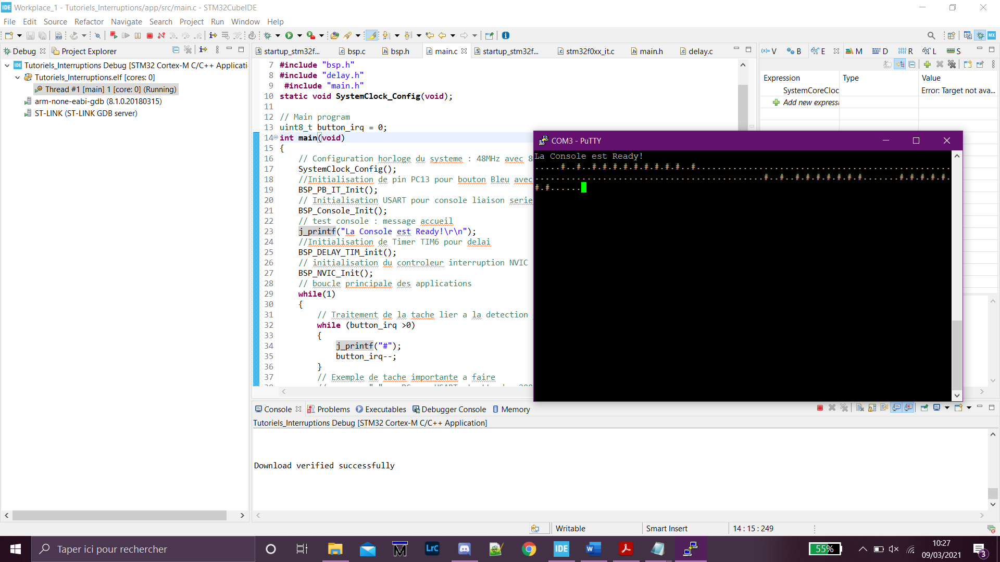 IDE Workplace_1 - Tutoriels_Interruptions/app/src/main.c - STM32CubeIDE
File Edit Source Refactor Navigate Search Project Run Window Help
Debug Project Explorer
Tutoriels_Interruptions Debug [STM32 Cortex-M C/C++ Applicati
Tutoriels_Interruptions.elf [cores: 0]
Thread #1 [main] 1 [core: 0] (Running)
arm-none-eabi-gdb (8.1.0.20180315)
ST-LINK (ST-LINK GDB server)
startup_stm32f... bsp.c bsp.h main.c startup_stm32f... stm32f0xx_it.c main.h delay.c
7 #include "bsp.h"
8 #include "delay.h"
9 #include "main.h"
10 static void SystemClock_Config(void);
11
12 // Main program
13 uint8_t button_irq = 0;
14 int main(void)
15 {
16 // Configuration horloge du systeme : 48MHz avec 8
17 SystemClock_Config();
18 //Initialisation de pin PC13 pour bouton Bleu avec
19 BSP_PB_IT_Init();
20 // Initialisation USART pour console liaison serie
21 BSP_Console_Init();
22 // test console : message accueil
23 j_printf("La Console est Ready!\r\n");
24 //Initialisation de Timer TIM6 pour delai
25 BSP_DELAY_TIM_init();
26 // initialisation du controleur interruption NVIC
27 BSP_NVIC_Init();
28 // boucle principale des applications
29 while(1)
30 {
31 // Traitement de la tache lier a la detection
32 while (button_irq >0)
33 {
34 j_printf("#");
35 button_irq--;
36 }
37 // Exemple de tache importante a faire
V B E M D R L S
Expression Type Value
SystemCoreCloc Error: Target not ava...
Add new expressi
COM3 - PuTTY
La Console est Ready!
.....#..#..#.#.#.#.#.#.#.#.#..#.................................................
............................................#..#..#.#.#.#.#.#.#.......#.#.#.#.#.
#.#......
Console Problems Executables Debugger Console Memory
Tutoriels_Interruptions Debug [STM32 Cortex-M C/C++ Application]
Download verified successfully
Writable Smart Insert 14 : 15 : 249
Taper ici pour rechercher
LrC
IDE
55%
10:27
09/03/2021
3